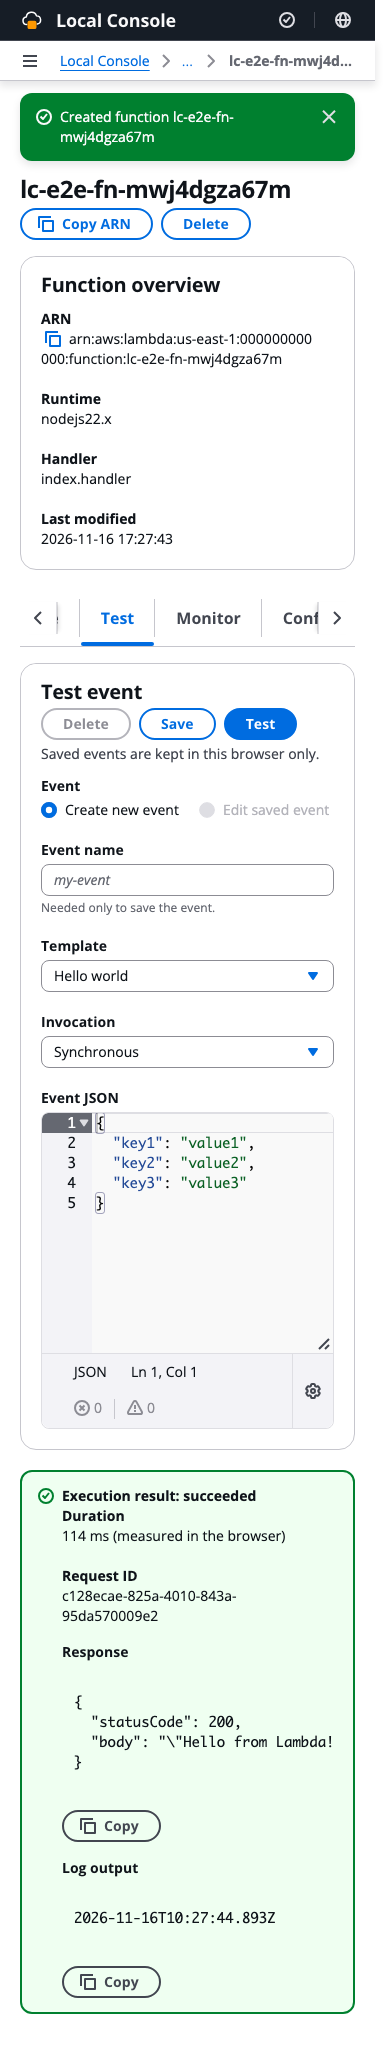 Local Console
Local Console > ... > lc-e2e-fn-mwj4d...
Created function lc-e2e-fn-
mwj4dgza67m
lc-e2e-fn-mwj4dgza67m
Copy ARN
Delete
Function overview
ARN
arn:aws:lambda:us-east-1:000000000
000:function:lc-e2e-fn-mwj4dgza67m
Runtime
nodejs22.x
Handler
index.handler
Last modified
2026-11-16 17:27:43
Test
Monitor
Conf
Test event
Delete
Save
Test
Saved events are kept in this browser only.
Event
Create new event
Edit saved event
Event name
my-event
Needed only to save the event.
Template
Hello world
Invocation
Synchronous
Event JSON
1 {
2 "key1": "value1",
3 "key2": "value2",
4 "key3": "value3"
5 }
JSON Ln 1, Col 1
0 0
Execution result: succeeded
Duration
114 ms (measured in the browser)
Request ID
c128ecae-825a-4010-843a-
95da570009e2
Response
{
"statusCode": 200,
"body": "\"Hello from Lambda!
}
Copy
Log output
2026-11-16T10:27:44.893Z
Copy